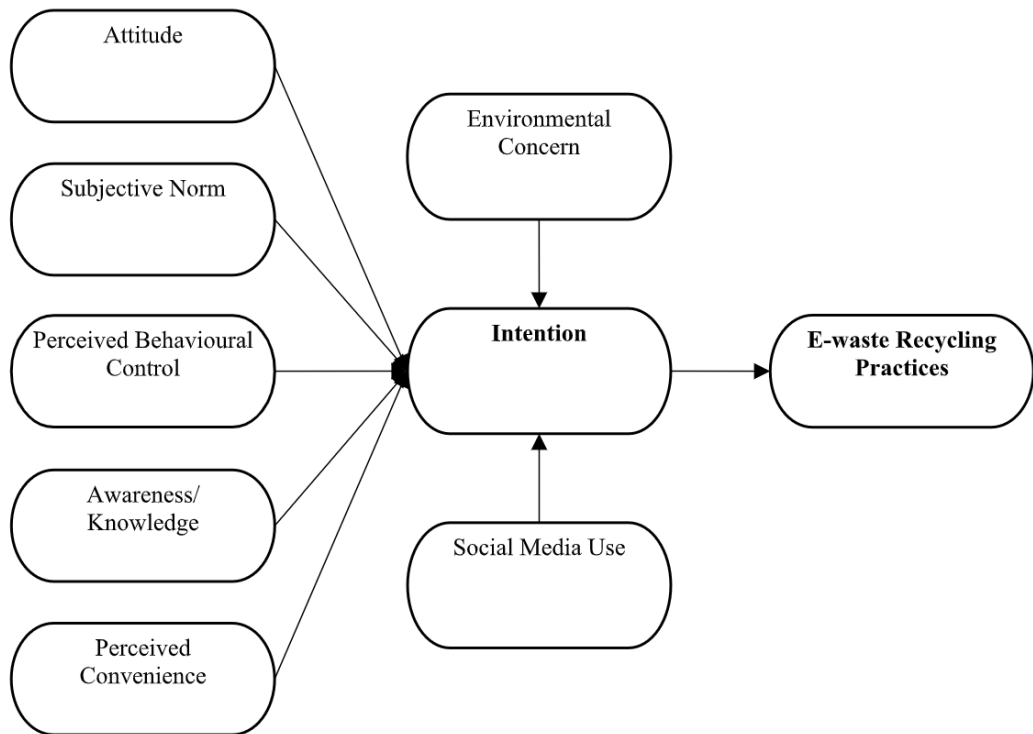 Attitude
Subjective Norm
Perceived Behavioural
Control
Awareness/
Knowledge
Perceived
Convenience
Environmental
Concern
Intention
Social Media Use
E-waste Recycling
Practices